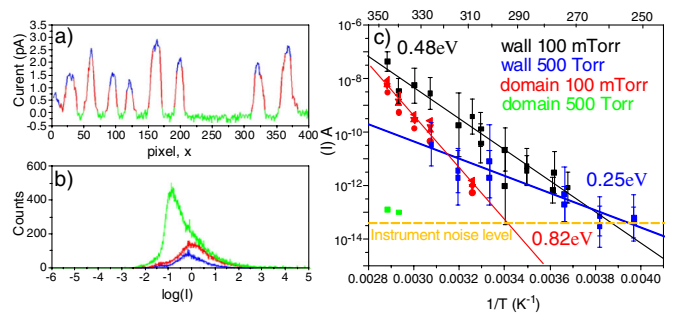 a)
Current (pA)
3.5
3.0
2.5
2.0
1.5
1.0
0.5
0.0
-0.5
0 50 100 150 200 250 300 350 400
pixel, x
b)
Counts
600
400
200
0
-6 -5 -4 -3 -2 -1 0 1 2 3 4 5
log(I)
350 330 310 290 270 250
c)
0.48eV
wall 100 mTorr
wall 500 Torr
domain 100 mTorr
domain 500 Torr
(I) A
10-6
10-8
10-10
10-12
10-14
0.25eV
Instrument noise level
0.82eV
0.0028 0.0030 0.0032 0.0034 0.0036 0.0038 0.0040
1/T (K-1)